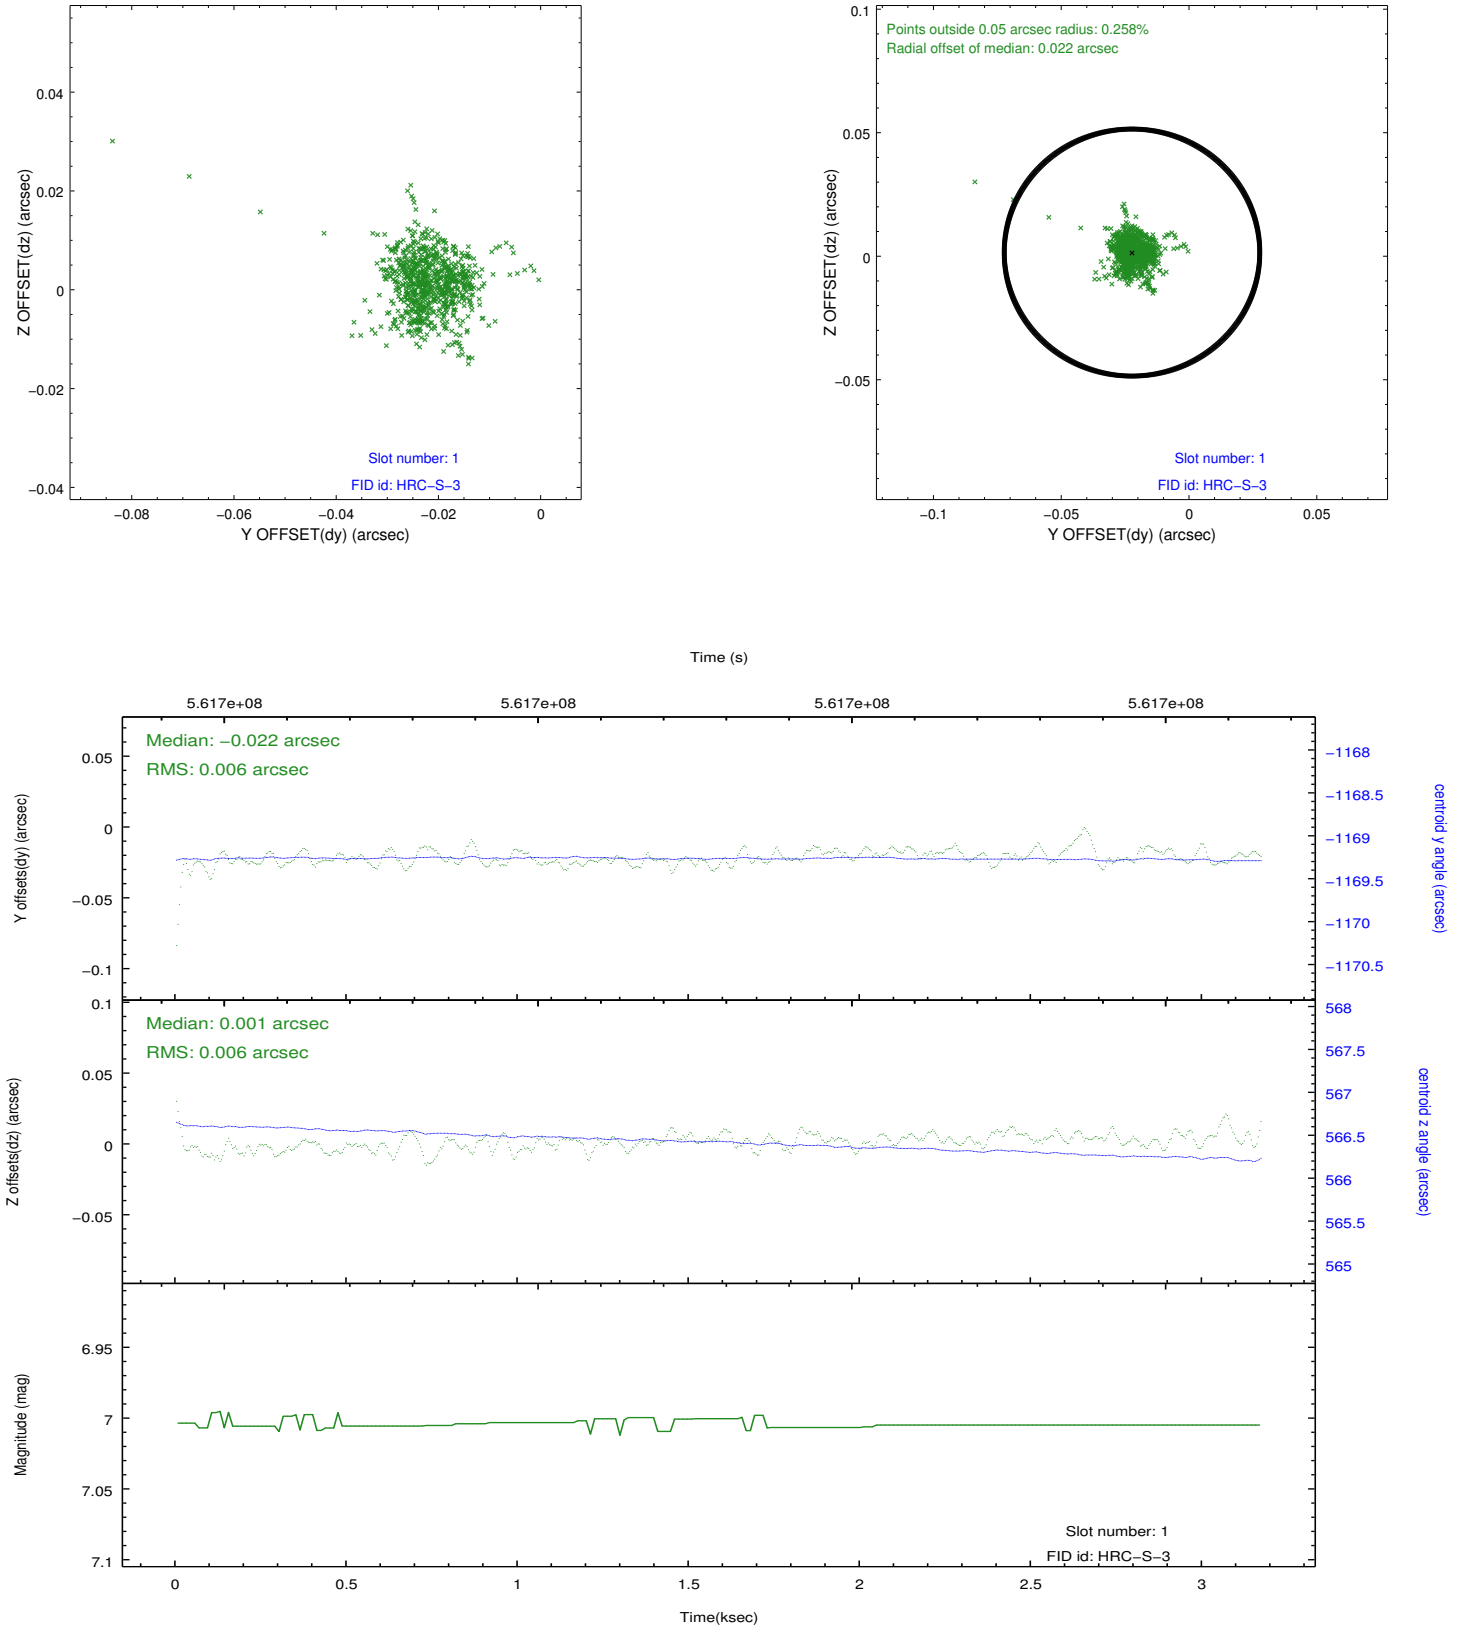 0.04
0.02
0
−0.02
−0.04
Z OFFSET(dz) (arcsec)
Slot number: 1
FID id: HRC−S−3
−0.08
−0.06
−0.04
−0.02
0
Y OFFSET(dy) (arcsec)
0.1
0.05
0
−0.05
Z OFFSET(dz) (arcsec)
Points outside 0.05 arcsec radius: 0.258%
Radial offset of median: 0.022 arcsec
Slot number: 1
FID id: HRC−S−3
−0.1
−0.05
0
0.05
Y OFFSET(dy) (arcsec)
Time (s)
5.617e+08
5.617e+08
5.617e+08
5.617e+08
Median: −0.022 arcsec
RMS: 0.006 arcsec
0.05
0
−0.05
−0.1
Y offsets(dy) (arcsec)
−1168
−1168.5
−1169
−1169.5
−1170
−1170.5
centroid y angle (arcsec)
Median: 0.001 arcsec
RMS: 0.006 arcsec
0.1
0.05
0
−0.05
Z offsets(dz) (arcsec)
568
567.5
567
566.5
566
565.5
565
centroid z angle (arcsec)
6.95
7
7.05
7.1
Magnitude (mag)
Slot number: 1
FID id: HRC−S−3
0
0.5
1
1.5
2
2.5
3
Time(ksec)